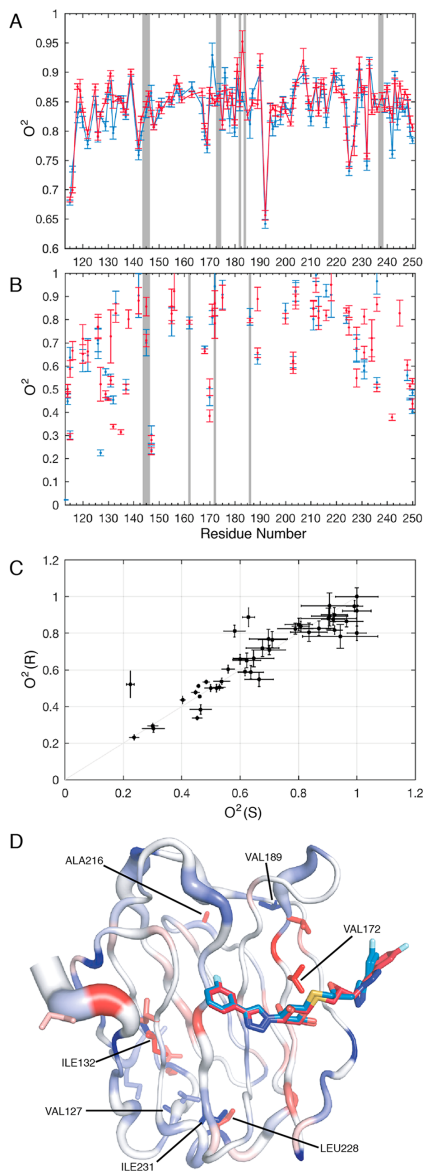 A
1
0.95
0.9
0.85
0.8
0.75
0.7
0.65
0.6
O²
120 130 140 150 160 170 180 190 200 210 220 230 240 250
B
1
0.9
0.8
0.7
0.6
0.5
0.4
0.3
0.2
0.1
0
O²
120 130 140 150 160 170 180 190 200 210 220 230 240 250
Residue Number
C
1.2
1
0.8
0.6
0.4
0.2
0
O²(R)
0 0.2 0.4 0.6 0.8 1 1.2
O²(S)
D
ALA216
VAL189
VAL172
ILE132
VAL127
ILE231
LEU228